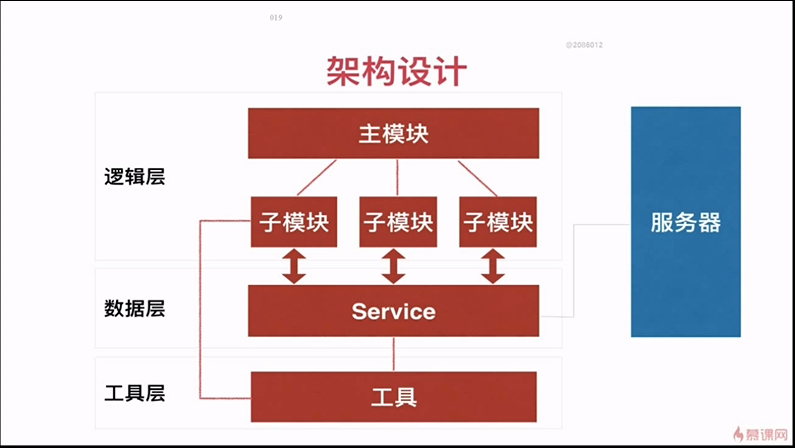 019
@2086012
架构设计
主模块
逻辑层
子模块 子模块 子模块
服务器
数据层
Service
工具层
工具
慕课网